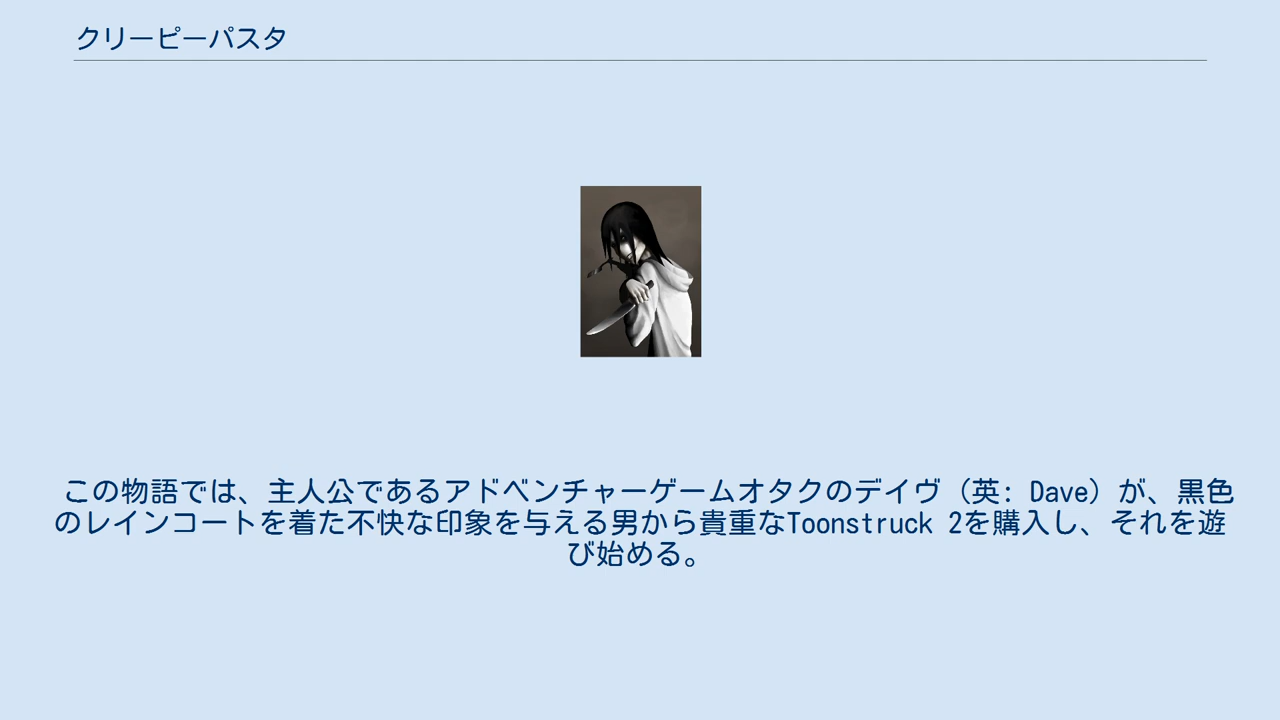 クリーピーパスタ
この物語では、主人公であるアドベンチャーゲームオタクのデイヴ（英: Dave）が、黒色
のレインコートを着た不快な印象を与える男から貴重なToonstruck 2を購入し、それを遊
び始める。